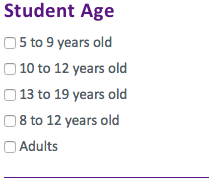 Student Age
5 to 9 years old
10 to 12 years old
13 to 19 years old
8 to 12 years old
Adults